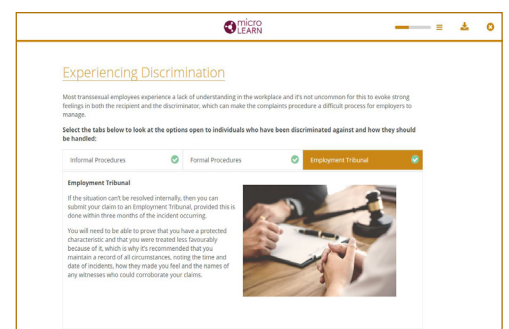 micro
LEARN
Experiencing Discrimination
Most transsexual employees experience a lack of understanding in the workplace and it's not uncommon for this to evoke strong
feelings in both the recipient and the discriminator, which can make the complaints procedure a difficult process for employers to
manage.
Select the tabs below to look at the options open to individuals who have been discriminated against and how they should
be handled:
Informal Procedures
Formal Procedures
Employment Tribunal
Employment Tribunal
If the situation can't be resolved internally, then you can
submit your claim to an Employment Tribunal, provided this is
done within three months of the incident occurring.
You will need to be able to prove that you have a protected
characteristic and that you were treated less favourably
because of it, which is why it's recommended that you
maintain a record of all circumstances, noting the time and
date of incidents, how they made you feel and the names of
any witnesses who could corroborate your claims.